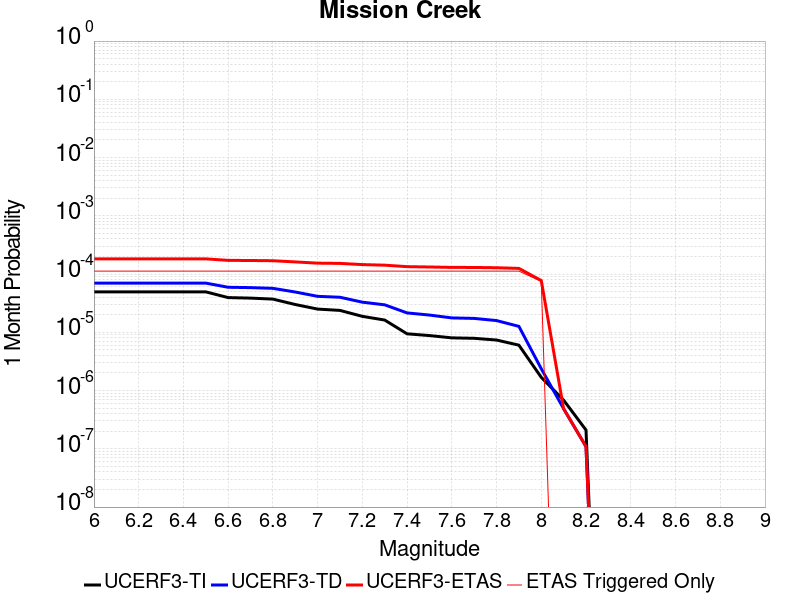 Mission Creek
1 Month Probability
10^0
10^-1
10^-2
10^-3
10^-4
10^-5
10^-6
10^-7
10^-8
6 6.2 6.4 6.6 6.8 7 7.2 7.4 7.6 7.8 8 8.2 8.4 8.6 8.8 9
Magnitude
UCERF3-TI UCERF3-TD UCERF3-ETAS ETAS Triggered Only